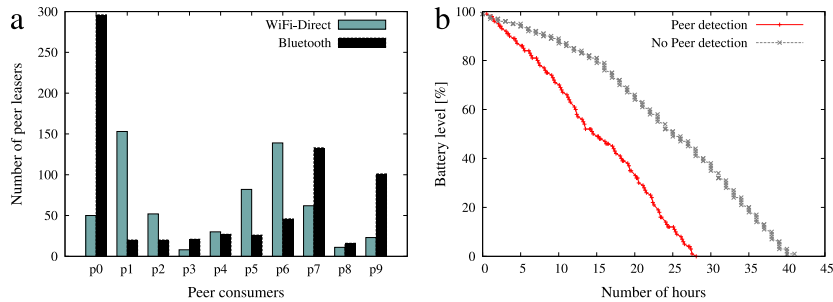 a
Number of peer leasers
300
250
200
150
100
50
0
WiFi-Direct
Bluetooth
p0 p1 p2 p3 p4 p5 p6 p7 p8 p9
Peer consumers
b
Battery level [%]
100
80
60
40
20
0
Peer detection
No Peer detection
0 5 10 15 20 25 30 35 40 45
Number of hours